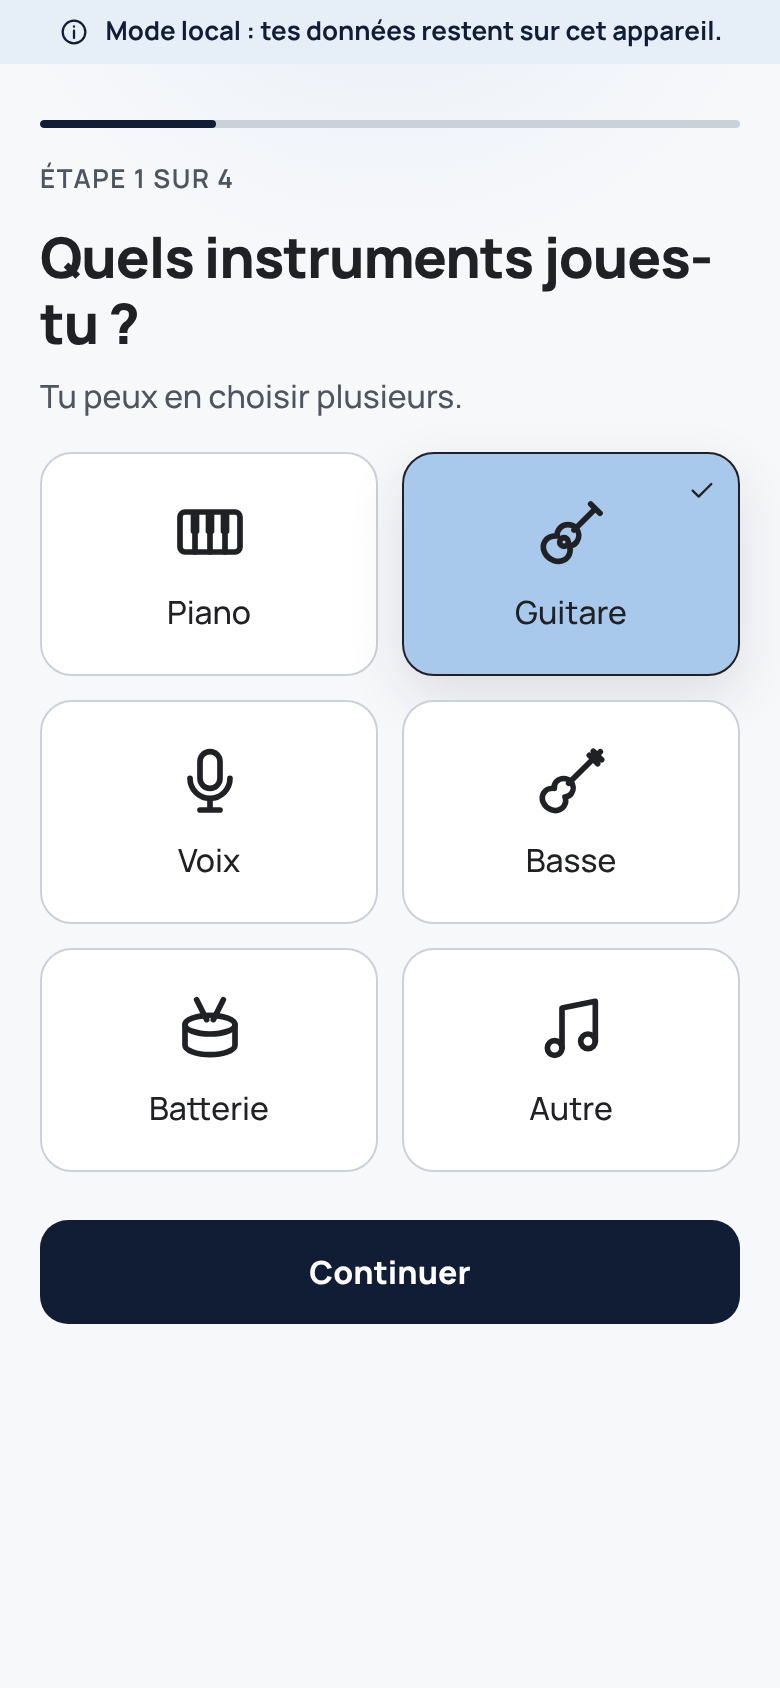 Mode local : tes données restent sur cet appareil.
ÉTAPE 1 SUR 4
Quels instruments joues-
tu ?
Tu peux en choisir plusieurs.
Piano
Guitare
Voix
Basse
Batterie
Autre
Continuer